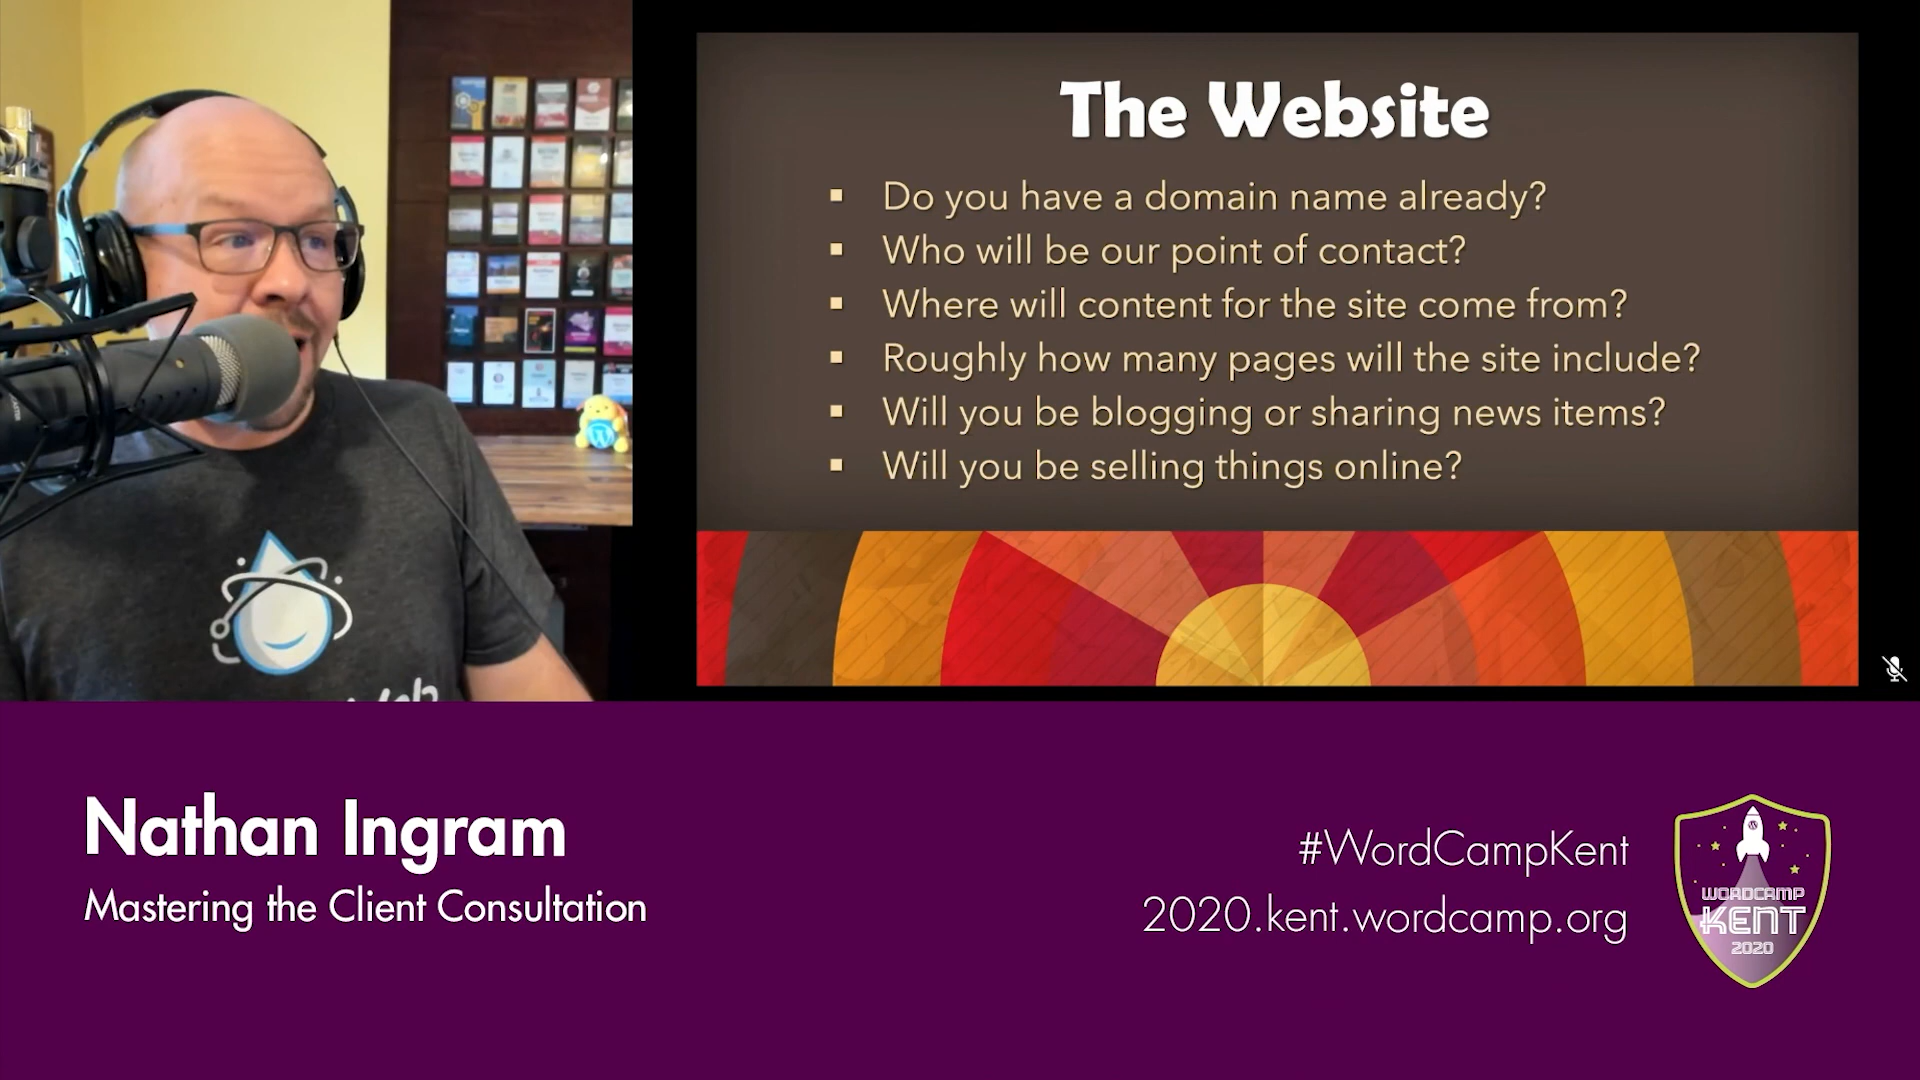 The Website
▪ Do you have a domain name already?
▪ Who will be our point of contact?
▪ Where will content for the site come from?
▪ Roughly how many pages will the site include?
▪ Will you be blogging or sharing news items?
▪ Will you be selling things online?
Nathan Ingram
Mastering the Client Consultation
#WordCampKent
2020.kent.wordcamp.org
WORDCAMP
KENT
2020